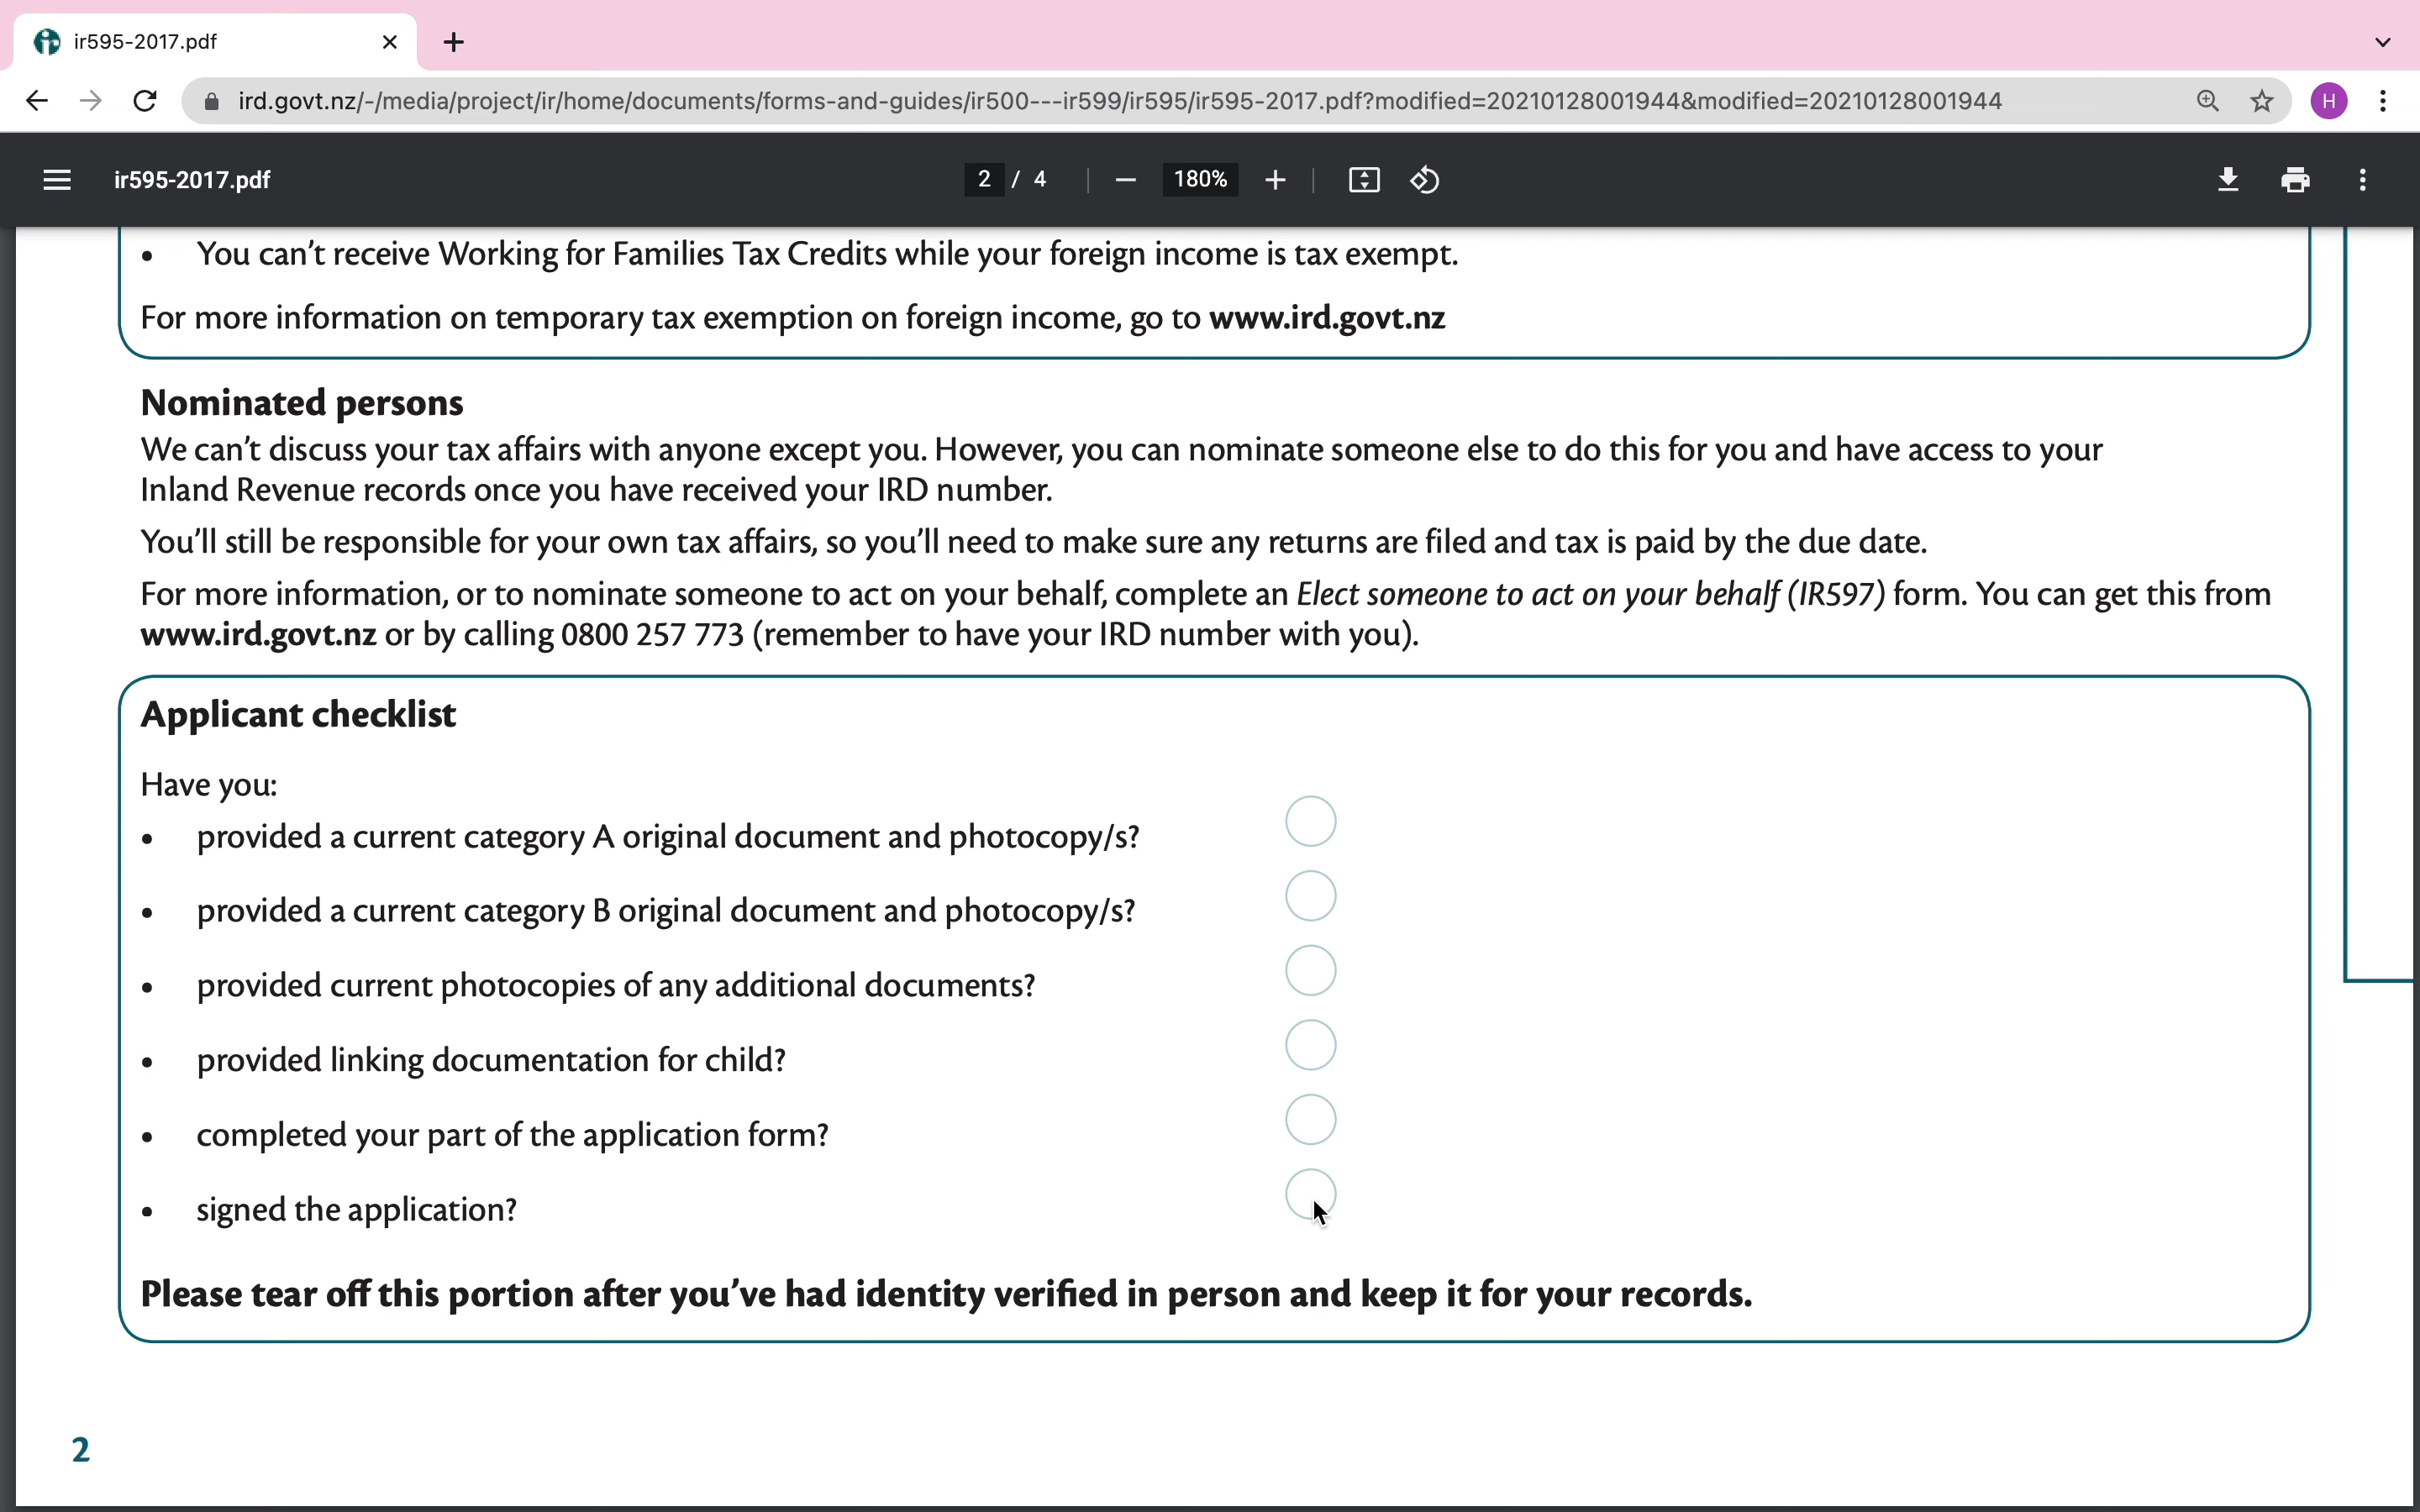 ir595-2017.pdf
ird.govt.nz/-/media/project/ir/home/documents/forms-and-guides/ir500---ir599/ir595/ir595-2017.pdf?modified=20210128001944&modified=20210128001944
H
ir595-2017.pdf
2 / 4
180%
• You can't receive Working for Families Tax Credits while your foreign income is tax exempt.
For more information on temporary tax exemption on foreign income, go to www.ird.govt.nz
Nominated persons
We can't discuss your tax affairs with anyone except you. However, you can nominate someone else to do this for you and have access to your
Inland Revenue records once you have received your IRD number.
You'll still be responsible for your own tax affairs, so you'll need to make sure any returns are filed and tax is paid by the due date.
For more information, or to nominate someone to act on your behalf, complete an Elect someone to act on your behalf (IR597) form. You can get this from
www.ird.govt.nz or by calling 0800 257 773 (remember to have your IRD number with you).
Applicant checklist
Have you:
• provided a current category A original document and photocopy/s?
• provided a current category B original document and photocopy/s?
• provided current photocopies of any additional documents?
• provided linking documentation for child?
• completed your part of the application form?
• signed the application?
Please tear off this portion after you've had identity verified in person and keep it for your records.
2